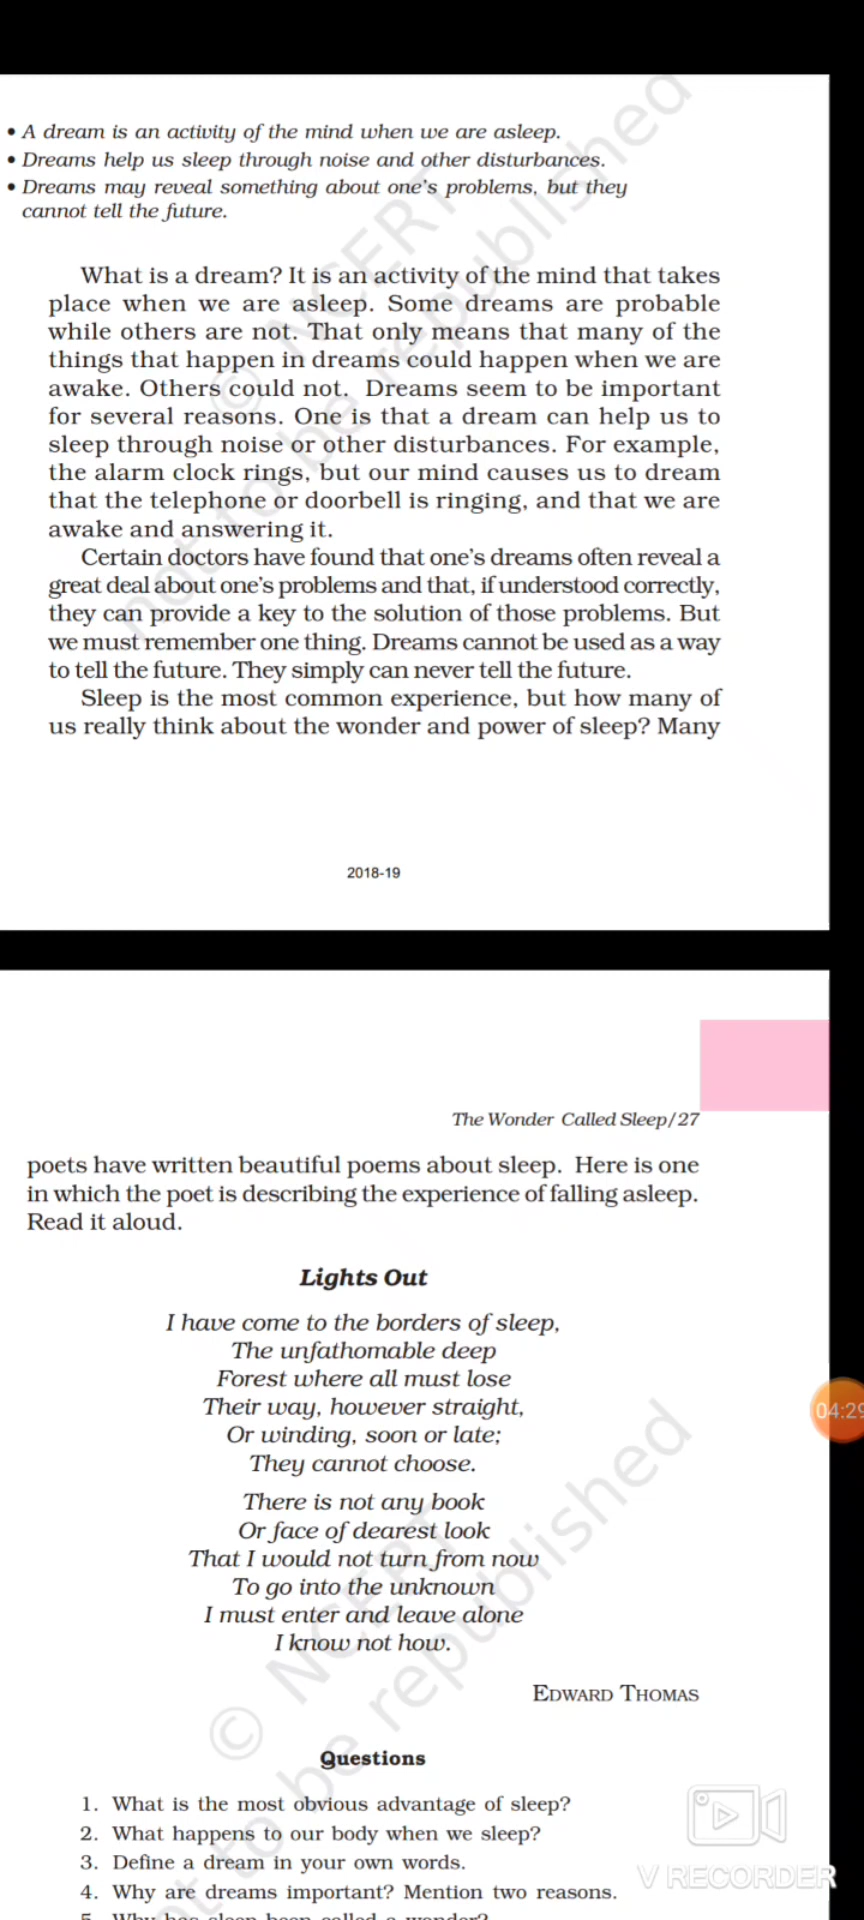 • A dream is an activity of the mind when we are asleep.
• Dreams help us sleep through noise and other disturbances.
• Dreams may reveal something about one's problems, but they
cannot tell the future.
What is a dream? It is an activity of the mind that takes
place when we are asleep. Some dreams are probable
while others are not. That only means that many of the
things that happen in dreams could happen when we are
awake. Others could not. Dreams seem to be important
for several reasons. One is that a dream can help us to
sleep through noise or other disturbances. For example,
the alarm clock rings, but our mind causes us to dream
that the telephone or doorbell is ringing, and that we are
awake and answering it.
Certain doctors have found that one's dreams often reveal a
great deal about one's problems and that, if understood correctly,
they can provide a key to the solution of those problems. But
we must remember one thing. Dreams cannot be used as a way
to tell the future. They simply can never tell the future.
Sleep is the most common experience, but how many of
us really think about the wonder and power of sleep? Many
© NCERT
not to be republished
2018-19
The Wonder Called Sleep/27
poets have written beautiful poems about sleep. Here is one
in which the poet is describing the experience of falling asleep.
Read it aloud.
Lights Out
I have come to the borders of sleep,
The unfathomable deep
Forest where all must lose
Their way, however straight,
Or winding, soon or late;
They cannot choose.
There is not any book
Or face of dearest look
That I would not turn from now
To go into the unknown
I must enter and leave alone
I know not how.
EDWARD THOMAS
Questions
1. What is the most obvious advantage of sleep?
2. What happens to our body when we sleep?
3. Define a dream in your own words.
4. Why are dreams important? Mention two reasons.
5. Why has sleep been called a wonder?
© NCERT
not to be republished
04:29
V RECORDER